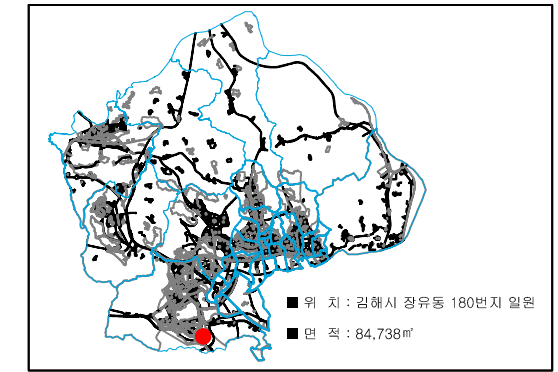 ■ 위 치 : 김해시 장유동 180번지 일원
■ 면 적 : 84,738㎡